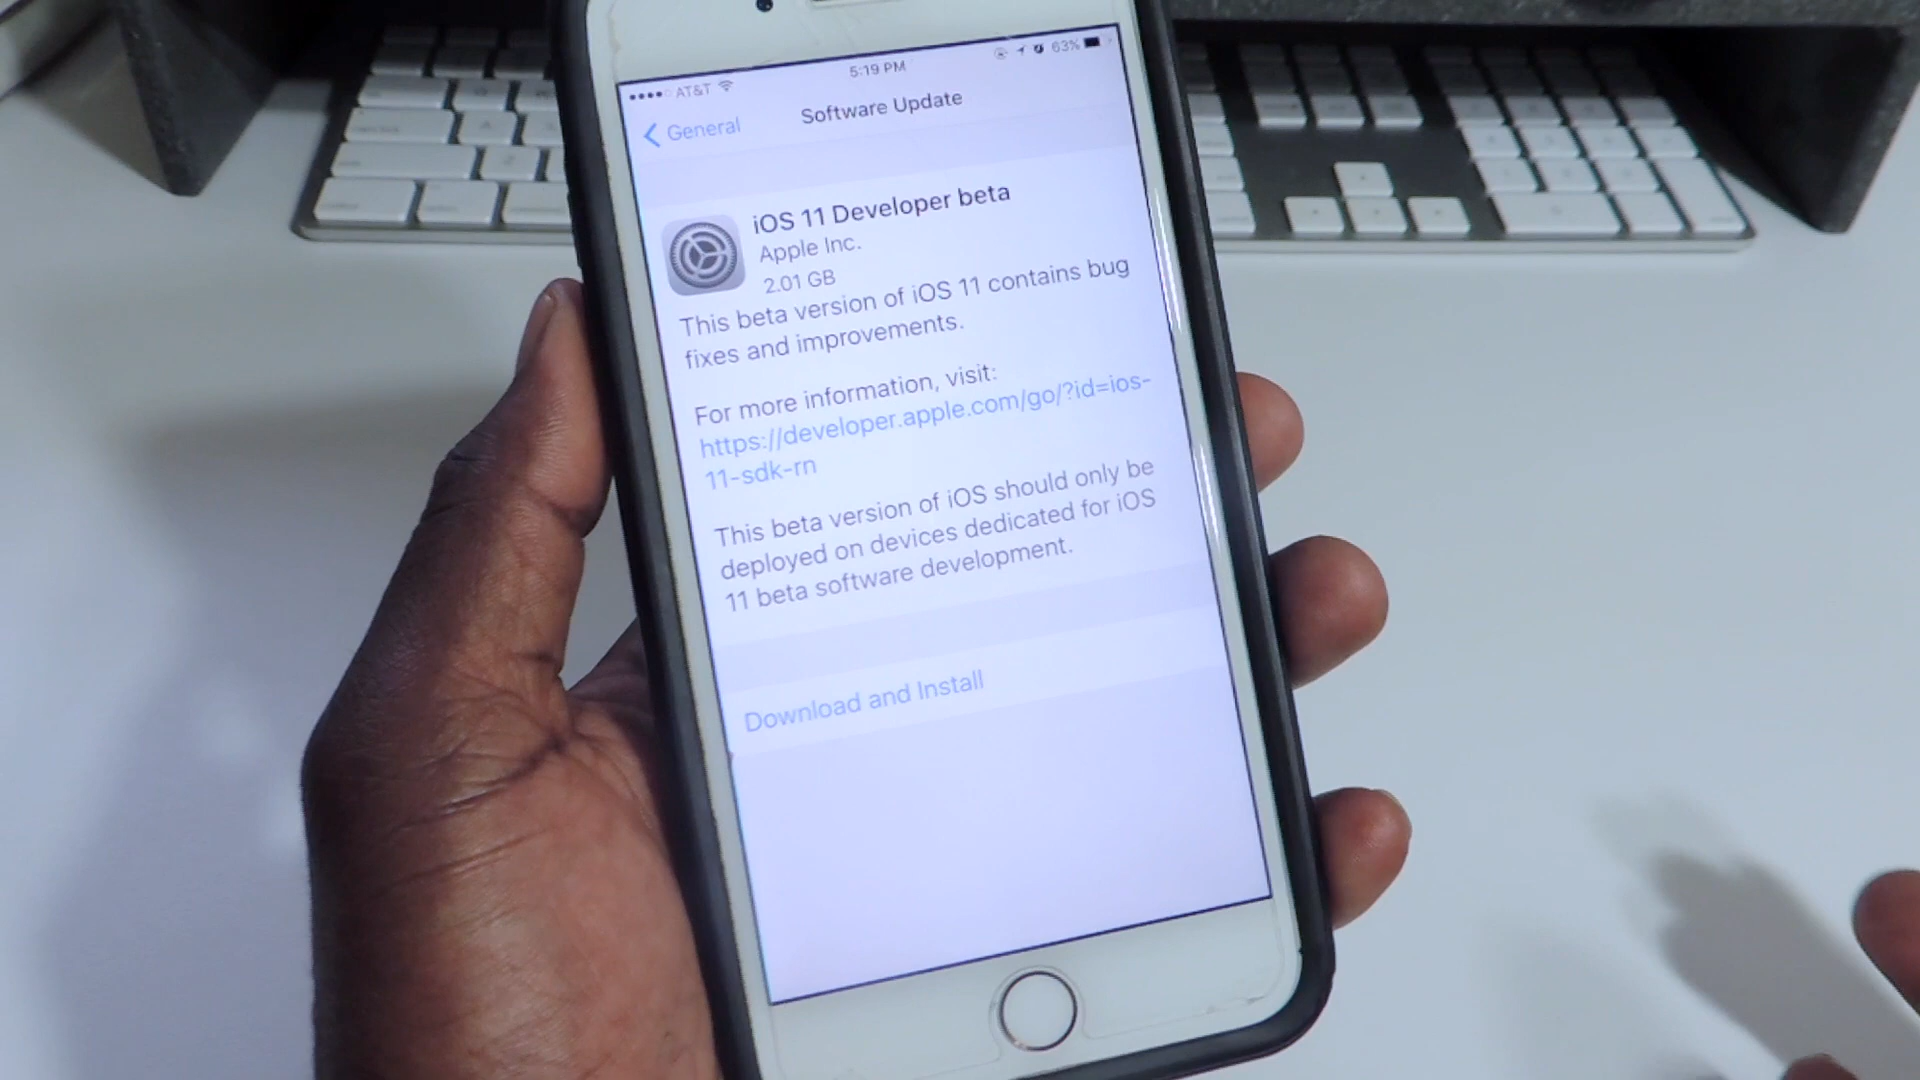 AT&T
5:19 PM
63%
General
Software Update
iOS 11 Developer beta
Apple Inc.
2.01 GB
This beta version of iOS 11 contains bug
fixes and improvements.
For more information, visit:
https://developer.apple.com/go/?id=ios-
11-sdk-rn
This beta version of iOS should only be
deployed on devices dedicated for iOS
11 beta software development.
Download and Install